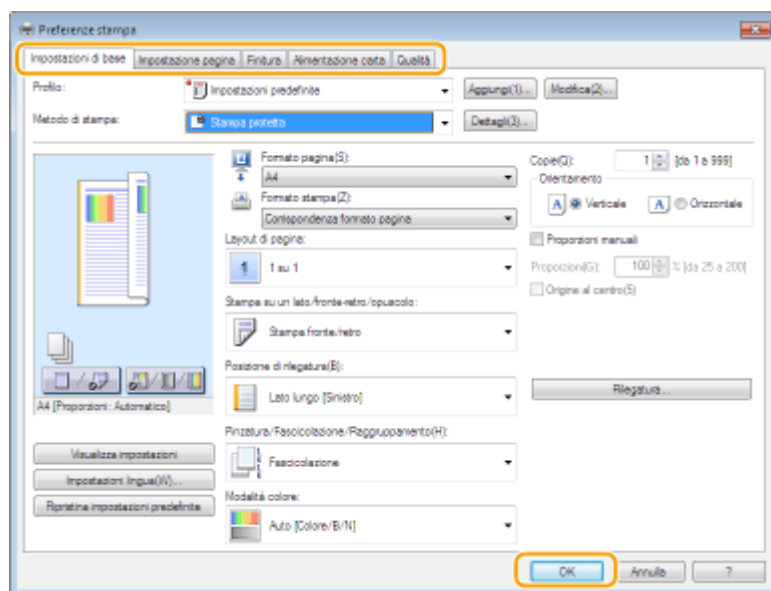 Preferenze stampa
Impostazioni di base Impostazione pagina Finitura Alimentazione carta Qualità
Profilo: Impostazioni predefinite Aggiungi(1)... Modifica(2)...
Metodo di stampa: Stampa protetta Dettagli(3)...
Formato pagina(S):
A4
Formato stampa(Z):
Corrispondenza formato pagina
Layout di pagina:
1 1 su 1
Stampa su un lato/fronte-retro/opuscolo:
Stampa fronte/retro
Posizione di rilegatura(B):
Lato lungo [Sinistro]
Pinzatura/Fascicolazione/Raggruppamento(H):
Fascicolazione
Modalità colore:
Auto [Colore/B/N]
Copie(Q): 1 [da 1 a 999]
Orientamento
A Verticale A Orizzontale
Proporzioni manuali
Proporzioni(G): 100 % [da 25 a 200]
Origine al centro(5)
Rilegatura...
A4 [Proporzioni: Automatico]
Visualizza impostazioni
Impostazioni lingua(W)...
Ripristina impostazioni predefinite
OK Annulla ?